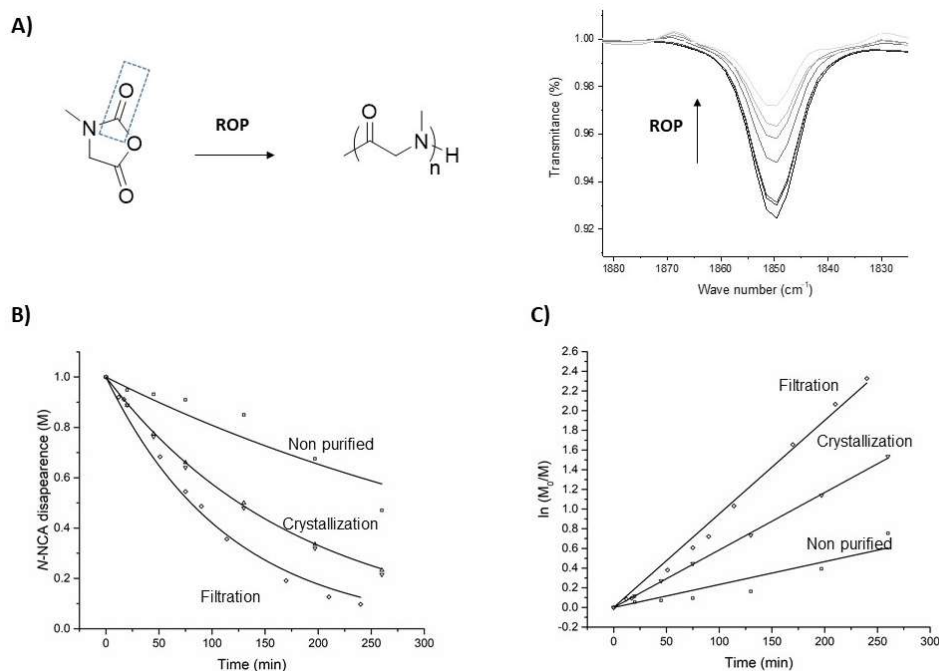 A)
N
O
O
O
ROP
O
N
n
H
1.00
0.98
0.96
0.94
0.92
Transmitance (%)
ROP
1880 1870 1860 1850 1840 1830
Wave number (cm⁻¹)
B)
1.0
0.8
0.6
0.4
0.2
0.0
N-NCA disapearence (M)
Non purified
Crystallization
Filtration
0 50 100 150 200 250 300
Time (min)
C)
2.6
2.4
2.2
2.0
1.8
1.6
1.4
1.2
1.0
0.8
0.6
0.4
0.2
0.0
-0.2
ln (M₀/M)
Filtration
Crystallization
Non purified
0 50 100 150 200 250 300
Time (min)